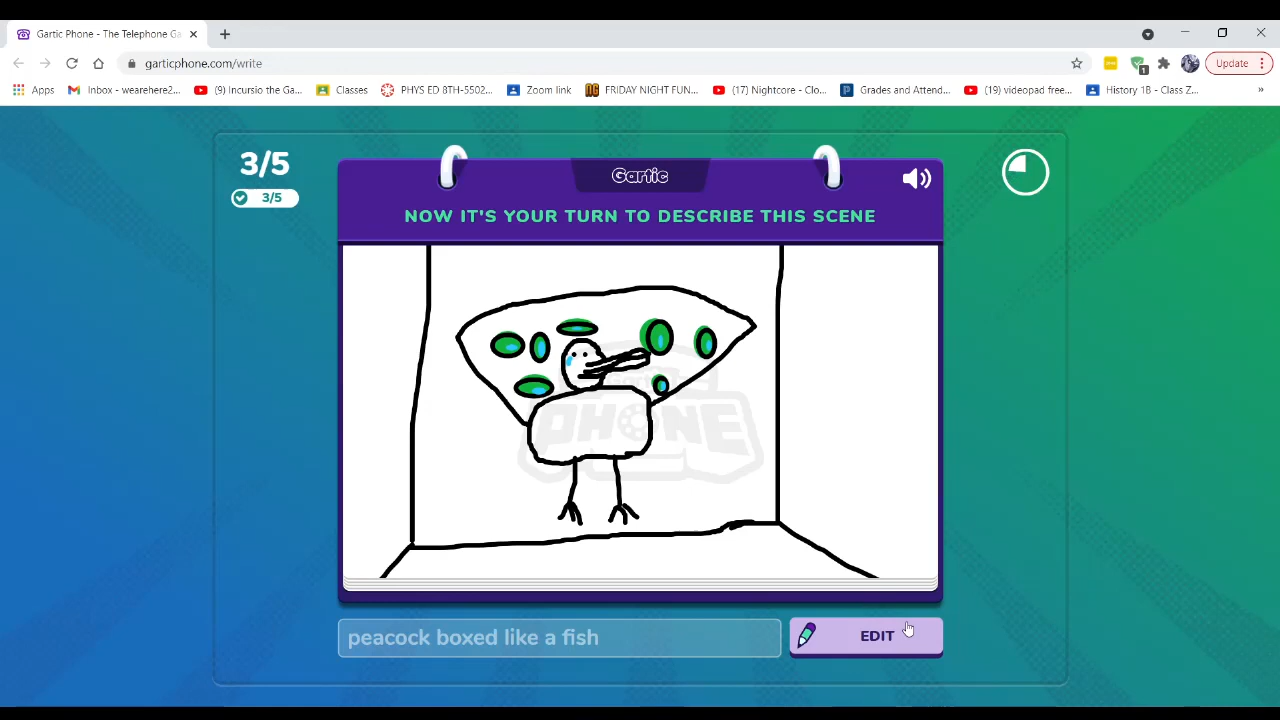 Gartic Phone - The Telephone Ga
garticphone.com/write
Update
Apps
Inbox - wearemere2...
(9) Incursio the Ga...
Classes
PHYS ED 8TH-5502...
Zoom link
FRIDAY NIGHT FUN...
(17) Nightcore - Clo...
Grades and Attend...
(19) videopad free...
History 1B - Class Z...
3/5
3/5
Gartic
NOW IT'S YOUR TURN TO DESCRIBE THIS SCENE
PHONE
peacock boxed like a fish
EDIT